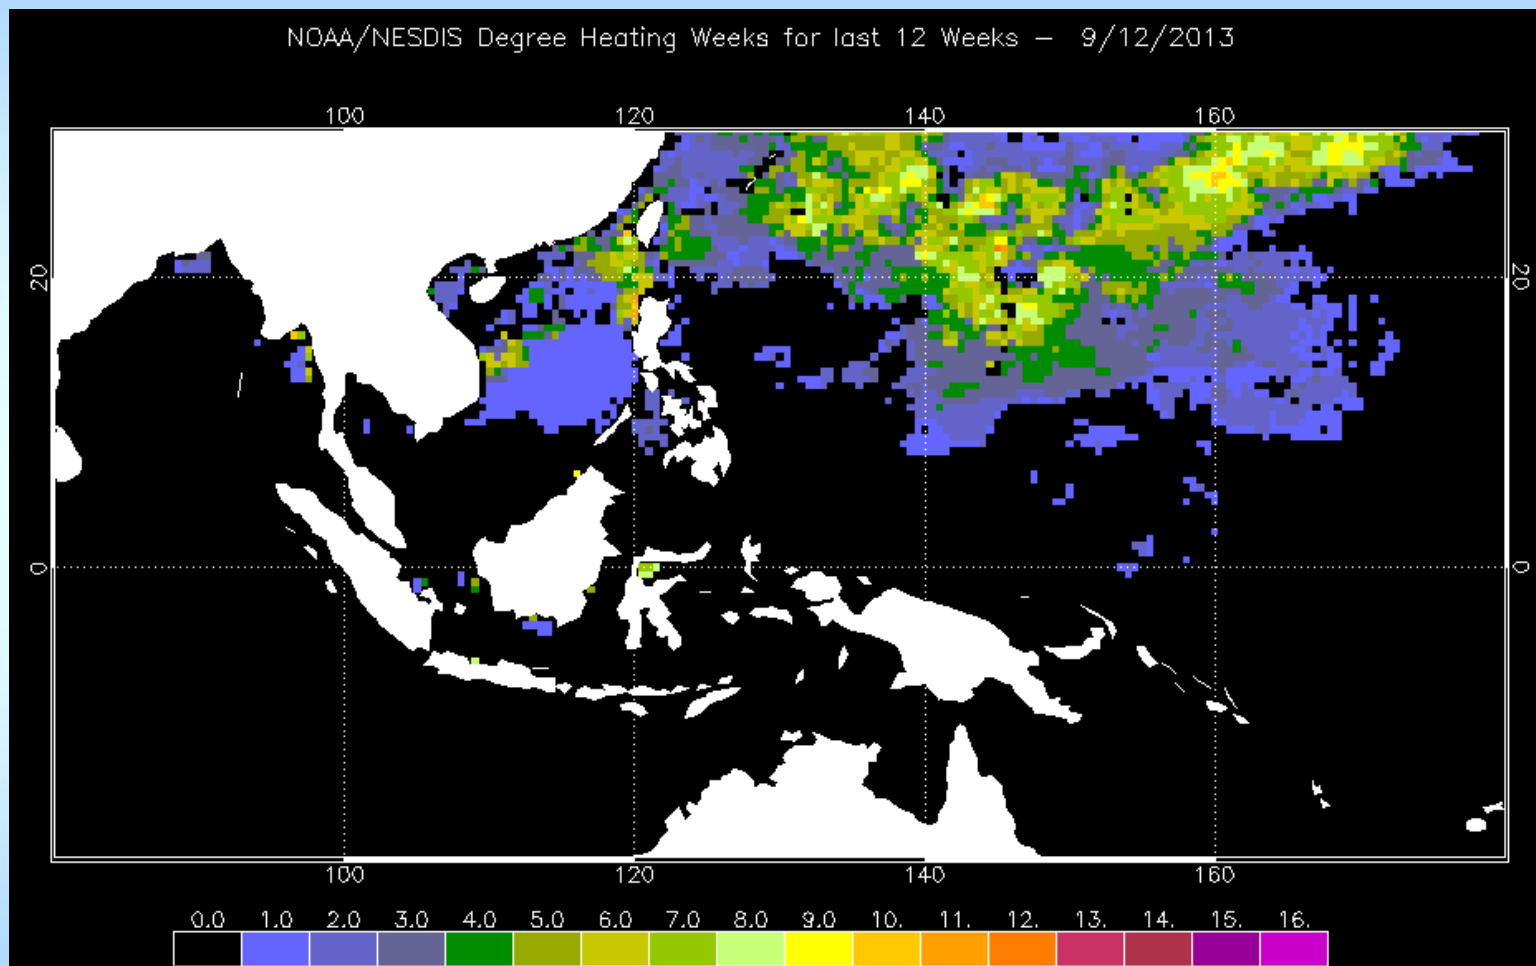 NOAA/NESDIS Degree Heating Weeks for last 12 Weeks – 9/12/2013
100 120 140 160
20 20
0 0
100 120 140 160
0.0 1.0 2.0 3.0 4.0 5.0 6.0 7.0 8.0 9.0 10. 11. 12. 13. 14. 15. 16.